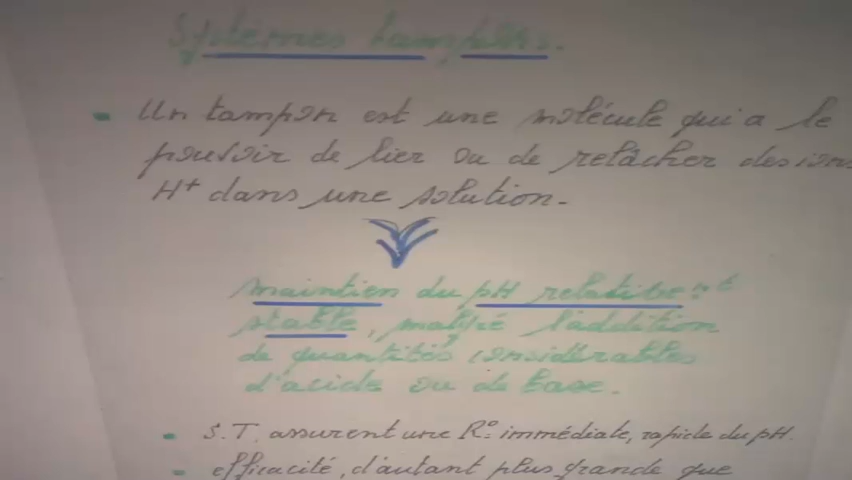 Systèmes tampons.
- Un tampon est une molécule qui a le
pouvoir de lier ou de relâcher des ions
H+ dans une solution.
maintien du pH relativemt
stable, malgré l'addition
de quantités considérables
d'acide ou de base.
- S.T. assurent une R° immédiate, rapide du pH.
- efficacité, d'autant plus grande que